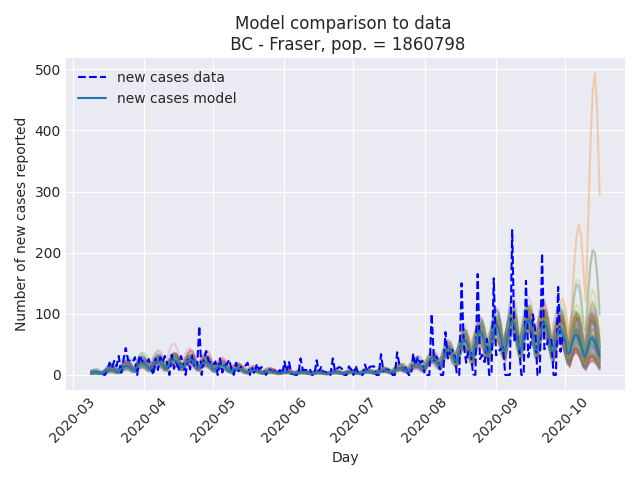 Model comparison to data
BC - Fraser, pop. = 1860798
500
400
300
200
100
0
Number of new cases reported
new cases data
new cases model
2020-03
2020-04
2020-05
2020-06
2020-07
2020-08
2020-09
2020-10
Day